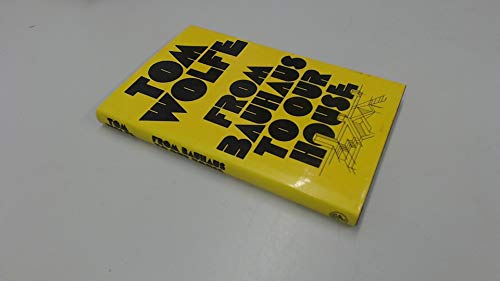 TOM
WOLFE
FROM
BAUHAUS
TO OUR
HOUSE
TOM
FROM BAUHAUS